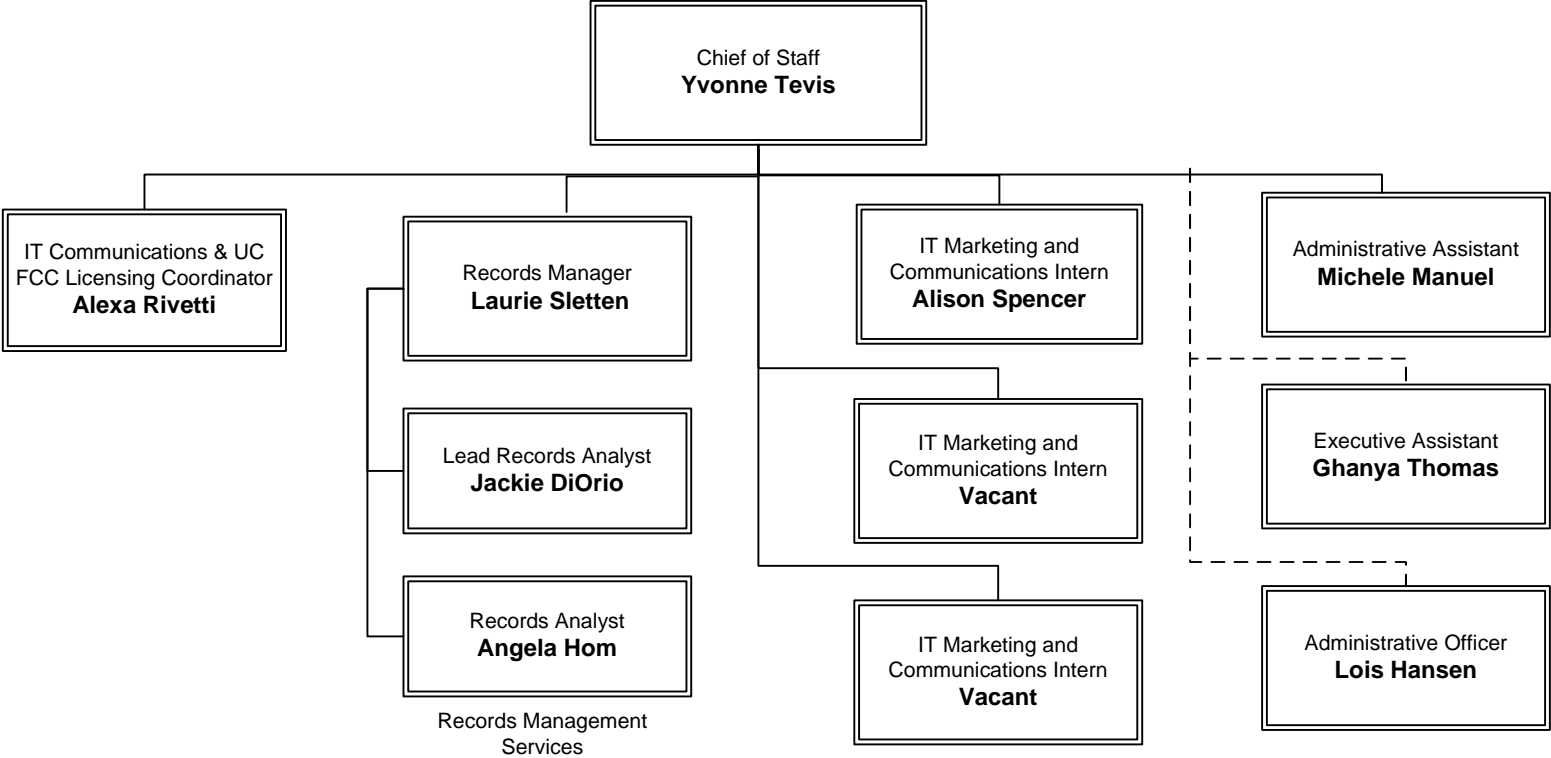 Chief of Staff
Yvonne Tevis
IT Communications & UC
FCC Licensing Coordinator
Alexa Rivetti
Records Manager
Laurie Sletten
Lead Records Analyst
Jackie DiOrio
Records Analyst
Angela Hom
Records Management
Services
IT Marketing and
Communications Intern
Alison Spencer
IT Marketing and
Communications Intern
Vacant
IT Marketing and
Communications Intern
Vacant
Administrative Assistant
Michele Manuel
Executive Assistant
Ghanya Thomas
Administrative Officer
Lois Hansen